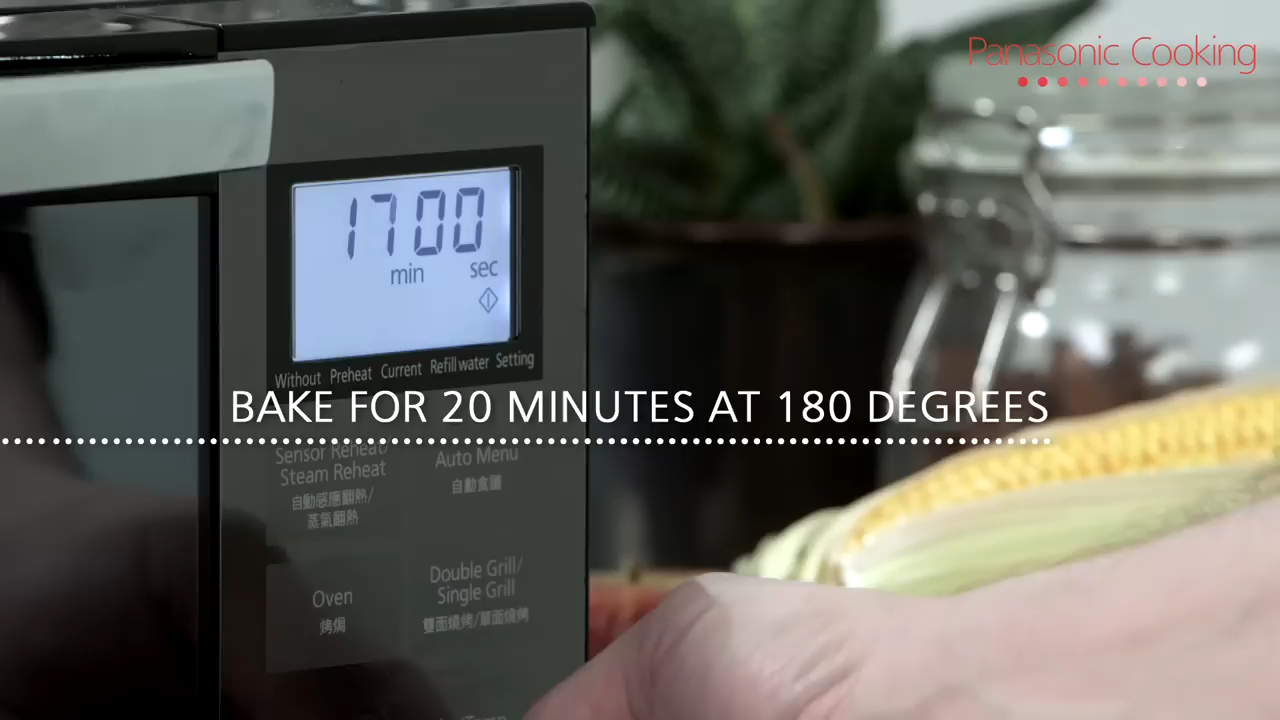 Panasonic Cooking
17 00
min sec
Without Preheat Current Refill water Setting
BAKE FOR 20 MINUTES AT 180 DEGREES
Sensor Reheat/
Steam Reheat
自動感應翻熱/
蒸氣翻熱
Auto Menu
自動食譜
Oven
烤焗
Double Grill/
Single Grill
雙面燒烤/單面燒烤